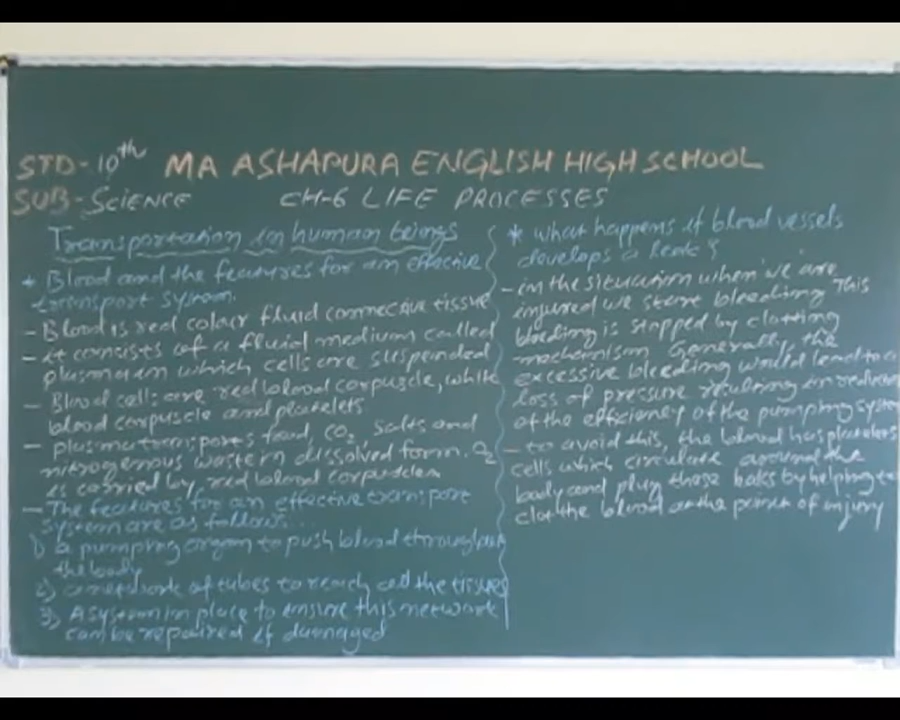 STD-10th MA ASHAPURA ENGLISH HIGH SCHOOL
SUB-SCIENCE CH-6 LIFE PROCESSES
Transportation in human beings
* Blood and the features for an effective
transport system.
- Blood is red colour fluid connective tissue
- it consists of a fluid medium called
plasma in which cells are suspended
- Blood cells are red blood corpuscle, white
blood corpuscle and platelets
- plasma transports food, CO2, salts and
nitrogenous waste in dissolved form. O2
is carried by red blood corpuscles
- The features for an effective transport
system are as follow....
1) a pumping organ to push blood throughout
the body
2) a network of tubes to reach all the tissues
3) A system in place to ensure this network
can be repaired if damaged
* what happens if blood vessels
develops a leak?
- in the situation when we are
injured we start bleeding This
bleeding is stopped by clotting
mechanism Generally, the
excessive bleeding would lead to a
loss of pressure resulting in reduced
of the efficiency of the pumping system
- to avoid this, the blood has platelets
cells which circulate around the
body and plug these by helping to
clot the blood at the point of injury